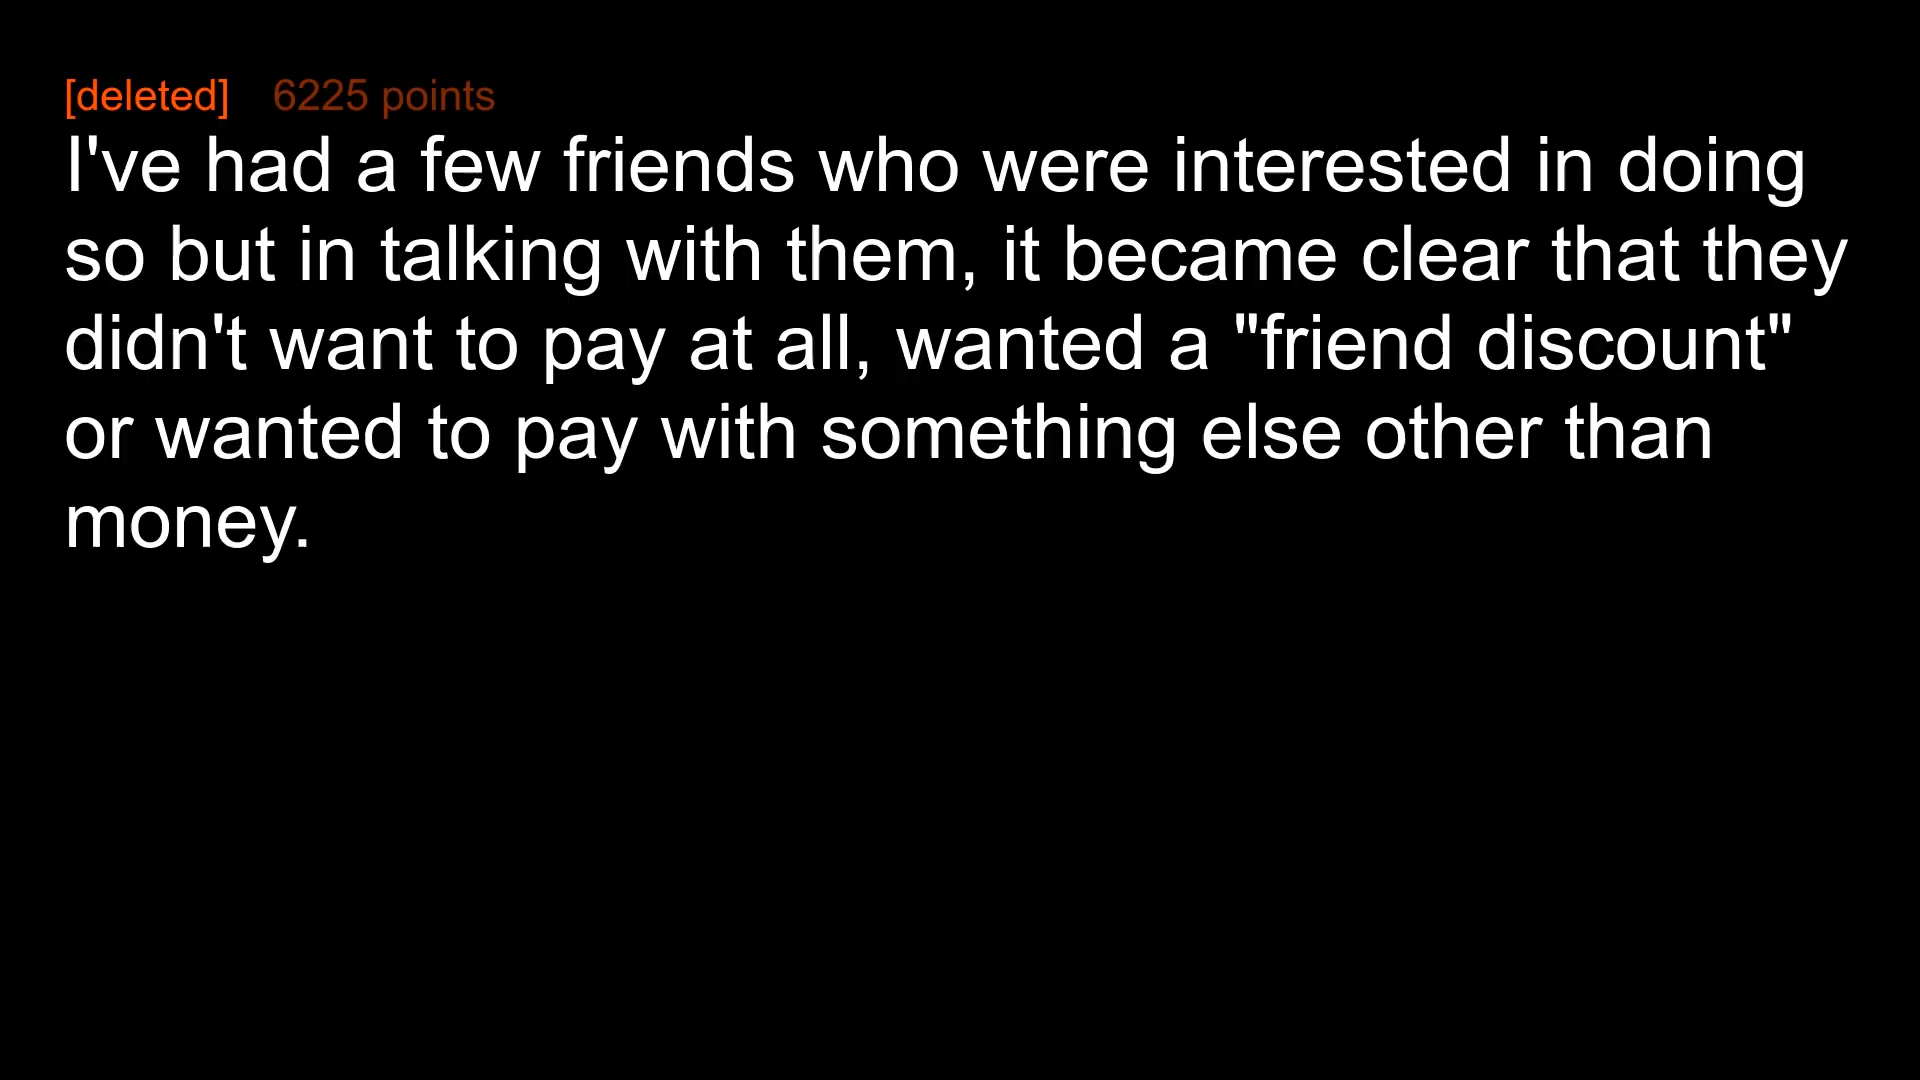 [deleted] 6225 points
I've had a few friends who were interested in doing
so but in talking with them, it became clear that they
didn't want to pay at all, wanted a "friend discount"
or wanted to pay with something else other than
money.